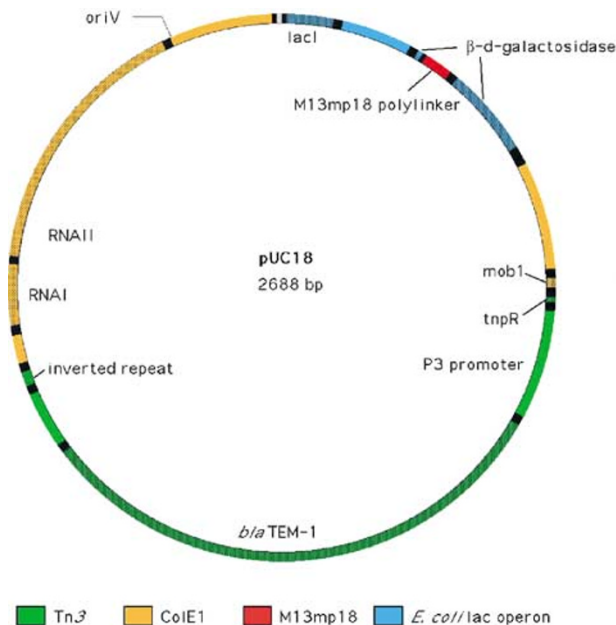 oriV
lacI
β-d-galactosidase
M13mp18 polylinker
RNAII
pUC18
2688 bp
mob1
RNAI
tnpR
P3 promoter
inverted repeat
bla TEM-1
Tn3
ColE1
M13mp18
E. coli lac operon